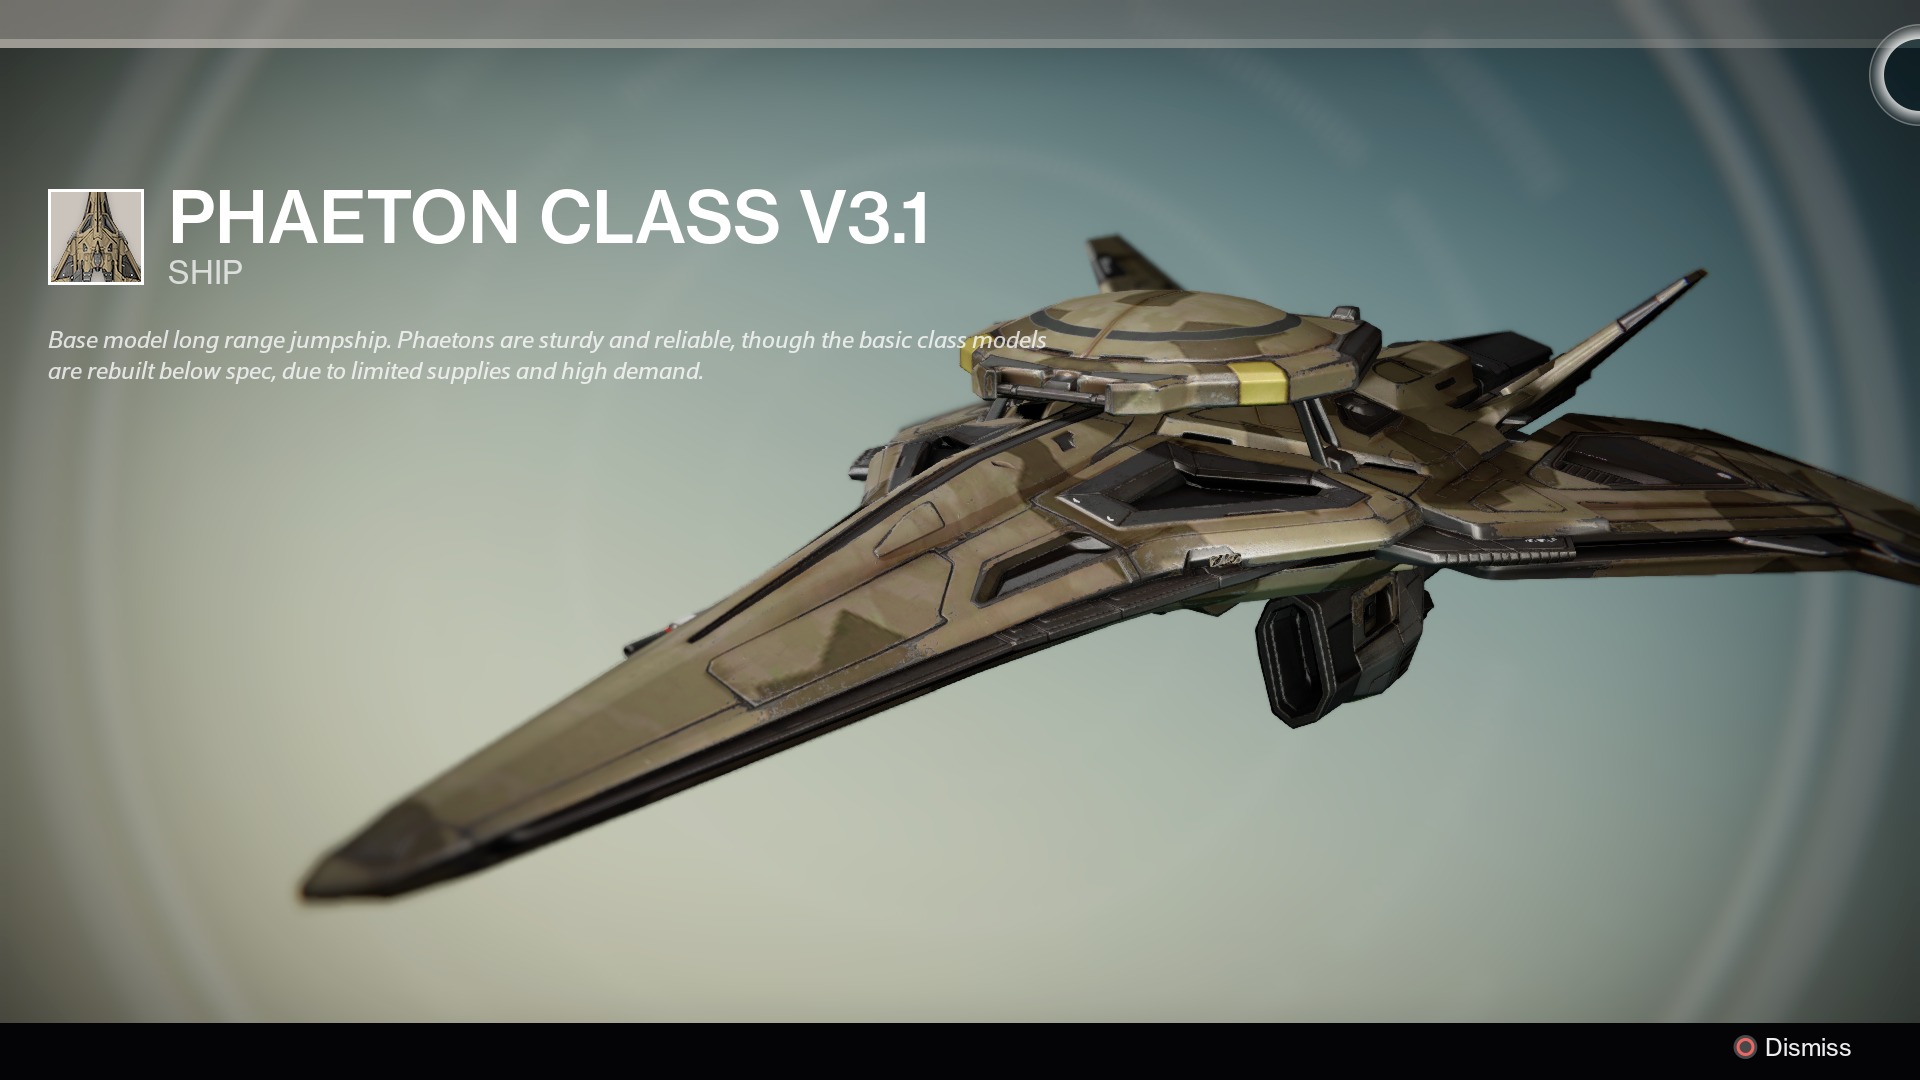 PHAETON CLASS V3.1
SHIP
Base model long range jumpship. Phaetons are sturdy and reliable, though the basic class models
are rebuilt below spec, due to limited supplies and high demand.
Dismiss